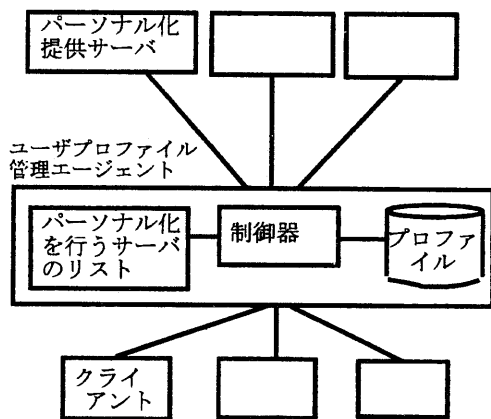 パーソナル化
提供サーバ
ユーザプロファイル
管理エージェント
パーソナル化
を行うサーバ
のリスト
制御器
プロファ
イル
クライ
アント